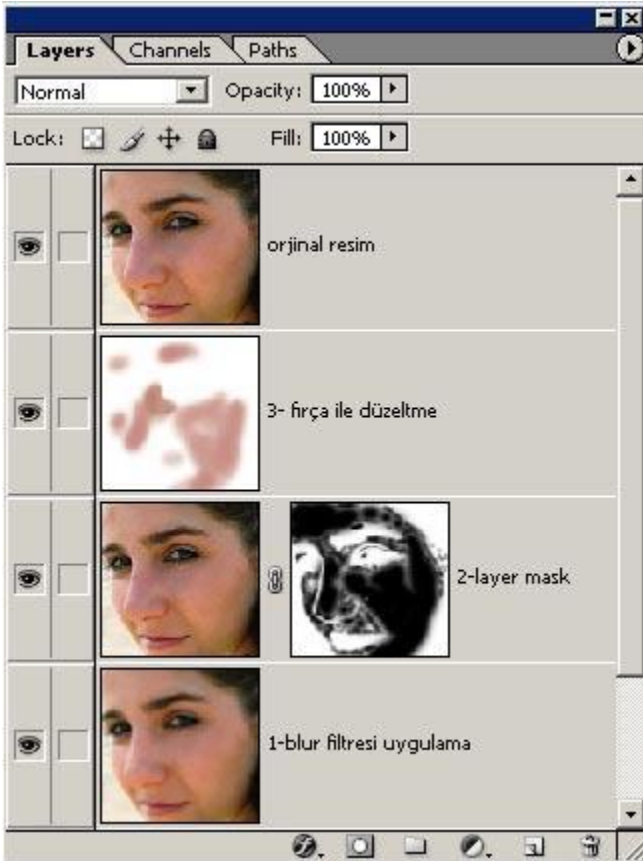 Layers Channels Paths
Normal Opacity: 100%
Lock: Fill: 100%
orjinal resim
3- fırça ile düzeltme
2-layer mask
1-blur filtresi uygulama